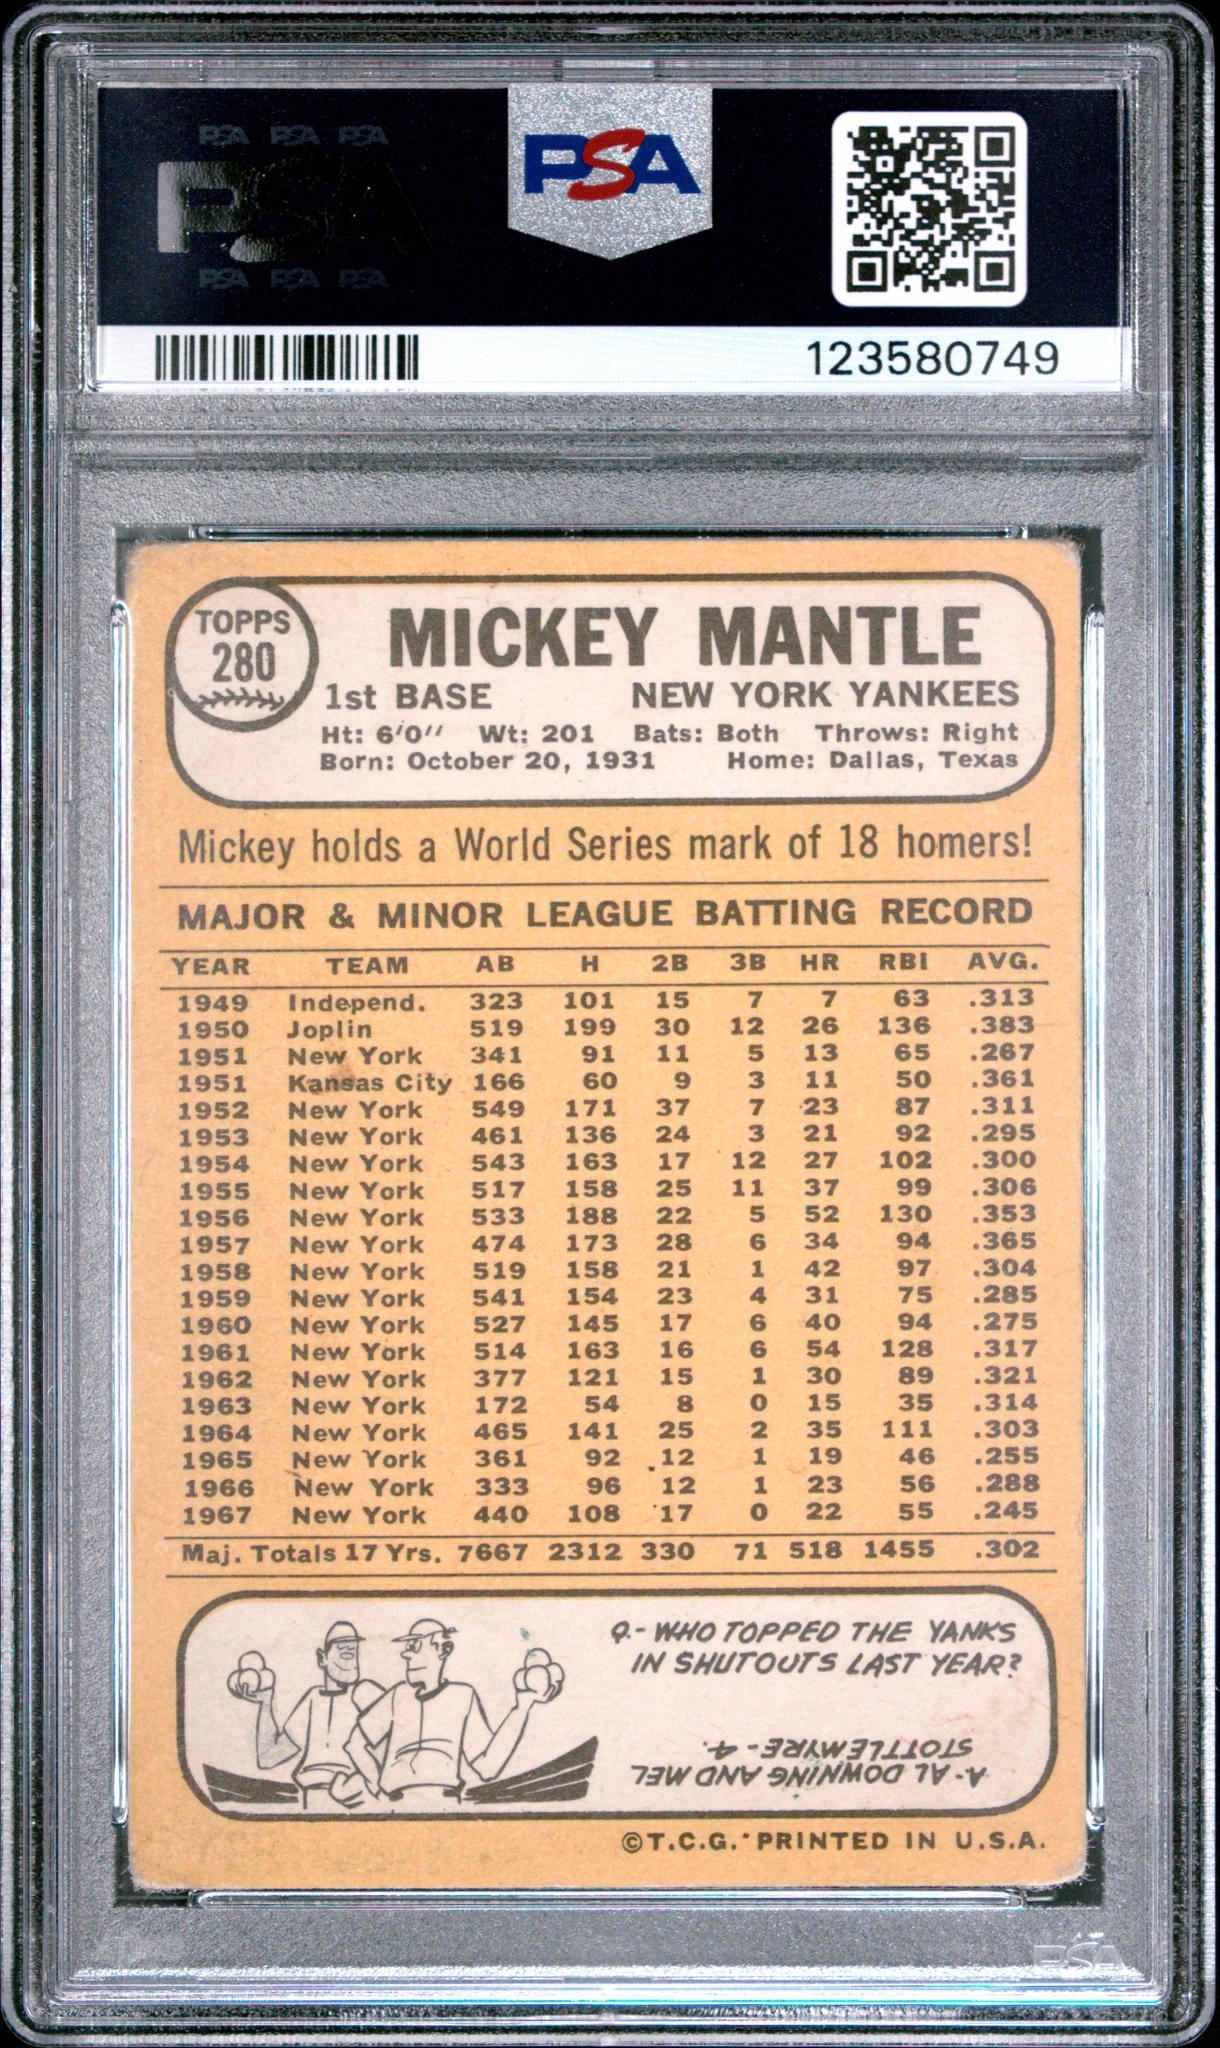 PSA PSA PSA
PSA
PSA PSA PSA
PSA
123580749
TOPPS
280
MICKEY MANTLE
1st BASE NEW YORK YANKEES
Ht: 6'0" Wt: 201 Bats: Both Throws: Right
Born: October 20, 1931 Home: Dallas, Texas
Mickey holds a World Series mark of 18 homers!
MAJOR & MINOR LEAGUE BATTING RECORD
YEAR TEAM AB H 2B 3B HR RBI AVG.
1949 Independ. 323 101 15 7 7 63 .313
1950 Joplin 519 199 30 12 26 136 .383
1951 New York 341 91 11 5 13 65 .267
1951 Kansas City 166 60 9 3 11 50 .361
1952 New York 549 171 37 7 23 87 .311
1953 New York 461 136 24 3 21 92 .295
1954 New York 543 163 17 12 27 102 .300
1955 New York 517 158 25 11 37 99 .306
1956 New York 533 188 22 5 52 130 .353
1957 New York 474 173 28 6 34 94 .365
1958 New York 519 158 21 1 42 97 .304
1959 New York 541 154 23 4 31 75 .285
1960 New York 527 145 17 6 40 94 .275
1961 New York 514 163 16 6 54 128 .317
1962 New York 377 121 15 1 30 89 .321
1963 New York 172 54 8 0 15 35 .314
1964 New York 465 141 25 2 35 111 .303
1965 New York 361 92 12 1 19 46 .255
1966 New York 333 96 12 1 23 56 .288
1967 New York 440 108 17 0 22 55 .245
Maj. Totals 17 Yrs. 7667 2312 330 71 518 1455 .302
Q.- WHO TOPPED THE YANKS
IN SHUTOUTS LAST YEAR?
A- AL DOWNING AND MEL
STOTTLEMYRE - 4.
©T.C.G. PRINTED IN U.S.A.
PSA